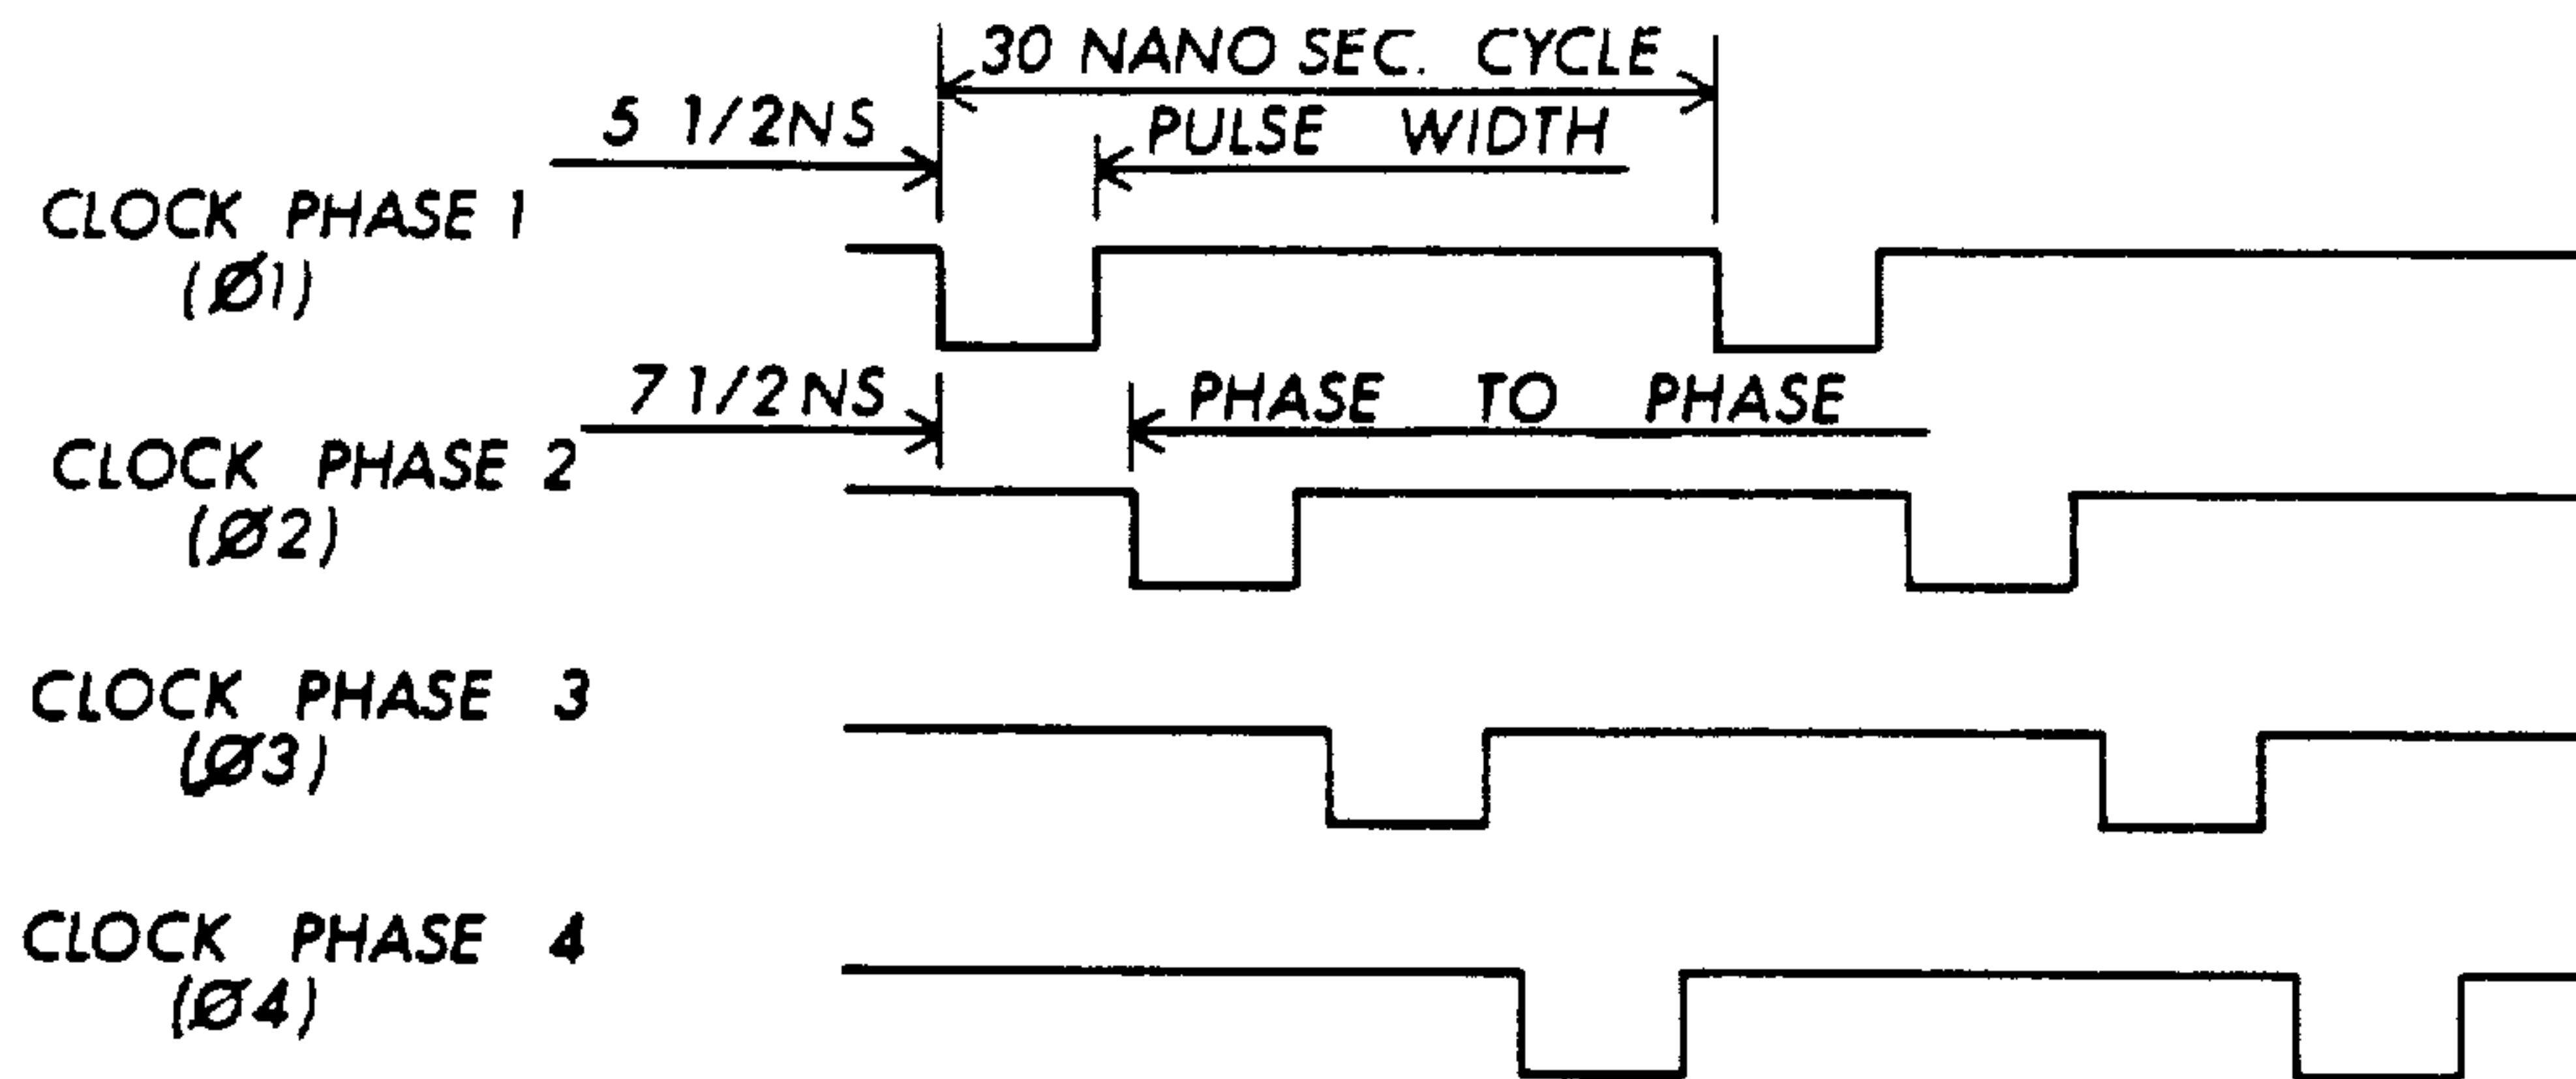 30 NANO SEC. CYCLE
5 1/2NS PULSE WIDTH
CLOCK PHASE 1
(Ø1)
7 1/2NS PHASE TO PHASE
CLOCK PHASE 2
(Ø2)
CLOCK PHASE 3
(Ø3)
CLOCK PHASE 4
(Ø4)